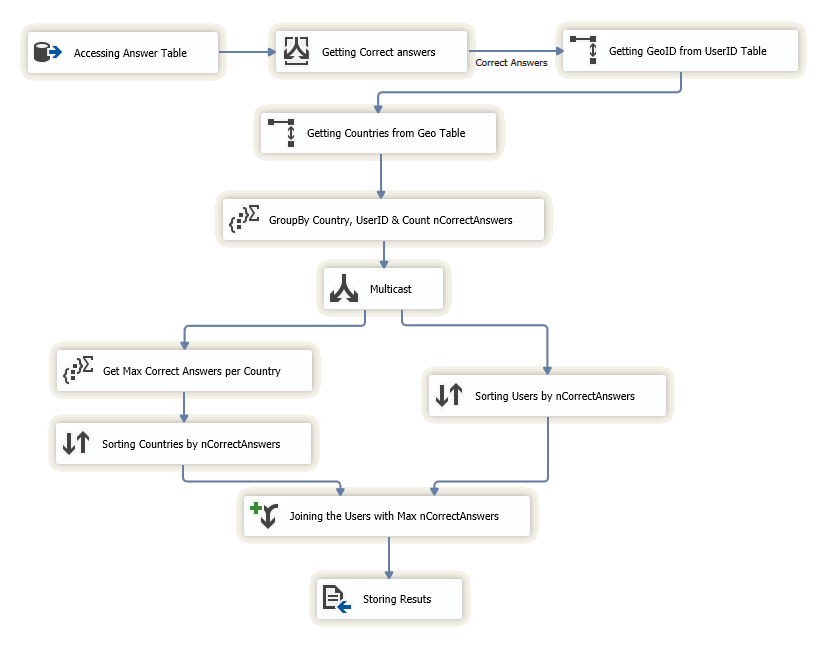 Accessing Answer Table
Getting Correct answers
Correct Answers
Getting GeoID from UserID Table
Getting Countries from Geo Table
GroupBy Country, UserID & Count nCorrectAnswers
Multicast
Get Max Correct Answers per Country
Sorting Users by nCorrectAnswers
Sorting Countries by nCorrectAnswers
Joining the Users with Max nCorrectAnswers
Storing Resuts